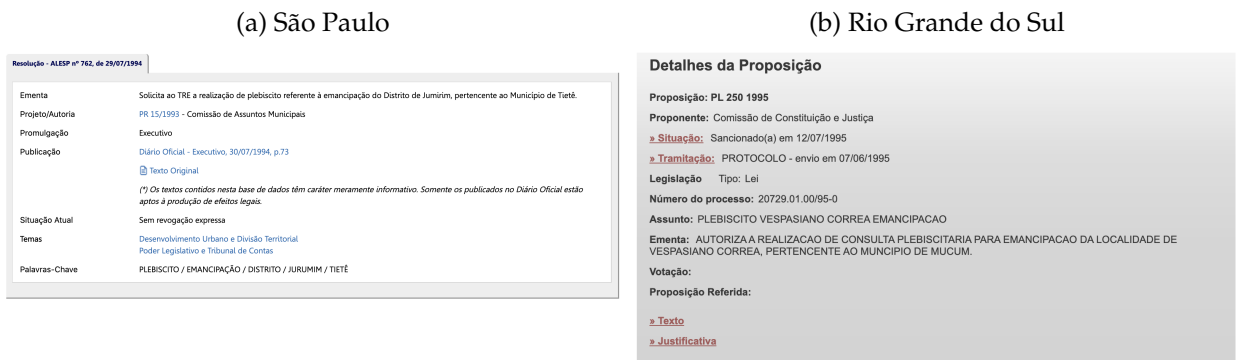 (a) São Paulo
Resolução - ALESP nº 762, de 29/07/1994
Ementa Solicita ao TRE a realização de plebiscito referente à emancipação do Distrito de Jumirim, pertencente ao Município de Tietê.
Projeto/Autoria PR 15/1993 - Comissão de Assuntos Municipais
Promulgação Executivo
Publicação Diário Oficial - Executivo, 30/07/1994, p.73
Texto Original
(*) Os textos contidos nesta base de dados têm caráter meramente informativo. Somente os publicados no Diário Oficial estão
aptos à produção de efeitos legais.
Situação Atual Sem revogação expressa
Temas Desenvolvimento Urbano e Divisão Territorial
Poder Legislativo e Tribunal de Contas
Palavras-Chave PLEBISCITO / EMANCIPAÇÃO / DISTRITO / JURUMIM / TIETÊ
(b) Rio Grande do Sul
Detalhes da Proposição
Proposição: PL 250 1995
Proponente: Comissão de Constituição e Justiça
» Situação: Sancionado(a) em 12/07/1995
» Tramitação: PROTOCOLO - envio em 07/06/1995
Legislação Tipo: Lei
Número do processo: 20729.01.00/95-0
Assunto: PLEBISCITO VESPASIANO CORREA EMANCIPACAO
Ementa: AUTORIZA A REALIZACAO DE CONSULTA PLEBISCITARIA PARA EMANCIPACAO DA LOCALIDADE DE
VESPASIANO CORREA, PERTENCENTE AO MUNCIPIO DE MUCUM.
Votação:
Proposição Referida:
» Texto
» Justificativa